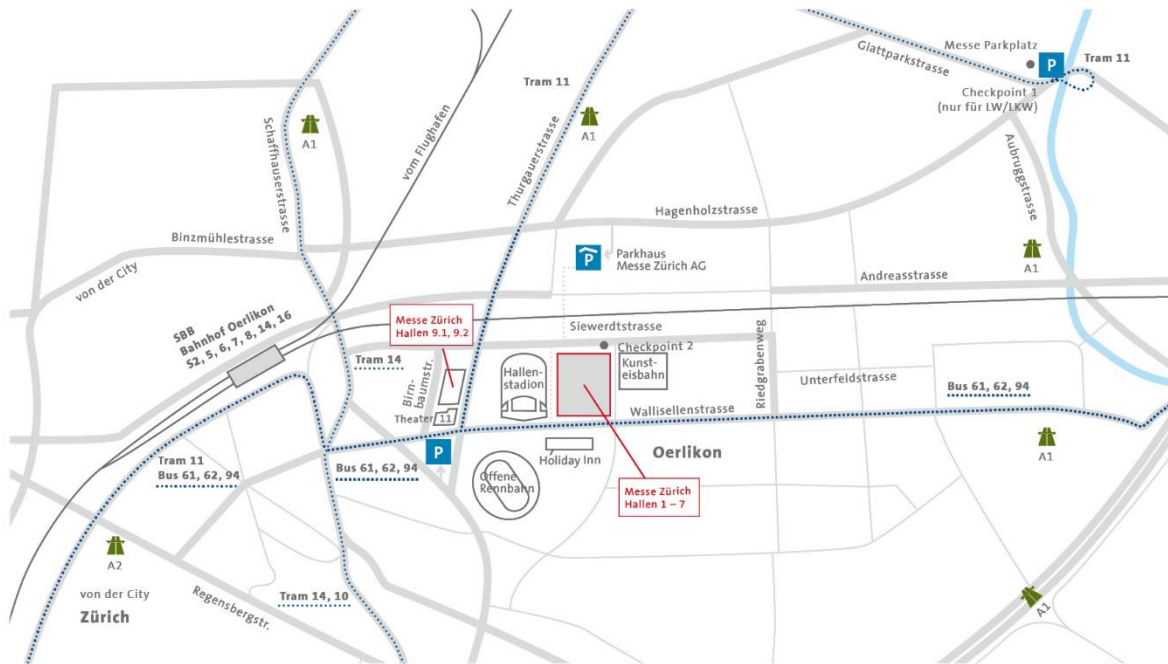 Glattparkstrasse
Messe Parkplatz
P
Tram 11
Checkpoint 1
(nur für LW/LKW)
Tram 11
A1
A1
Schaffhauserstrasse
vom Flughafen
Thurgauerstrasse
Aubruggstrasse
Hagenholzstrasse
Binzmühlestrasse
von der City
P
Parkhaus
Messe Zürich AG
A1
Andreasstrasse
SBB
Bahnhof Oerlikon
S2, 5, 6, 7, 8, 14, 16
Messe Zürich
Hallen 9.1, 9.2
Siewerdtstrasse
Checkpoint 2
Tram 14
Birn-
baumstr.
Hallen-
stadion
Kunst-
eisbahn
Riedgrabenweg
Unterfeldstrasse
Bus 61, 62, 94
Theater 11
Wallisellenstrasse
P
Holiday Inn
Oerlikon
A1
Tram 11
Bus 61, 62, 94
Bus 61, 62, 94
Offene
Rennbahn
Messe Zürich
Hallen 1 – 7
A2
von der City
Zürich
Regensbergstr.
Tram 14, 10
A1